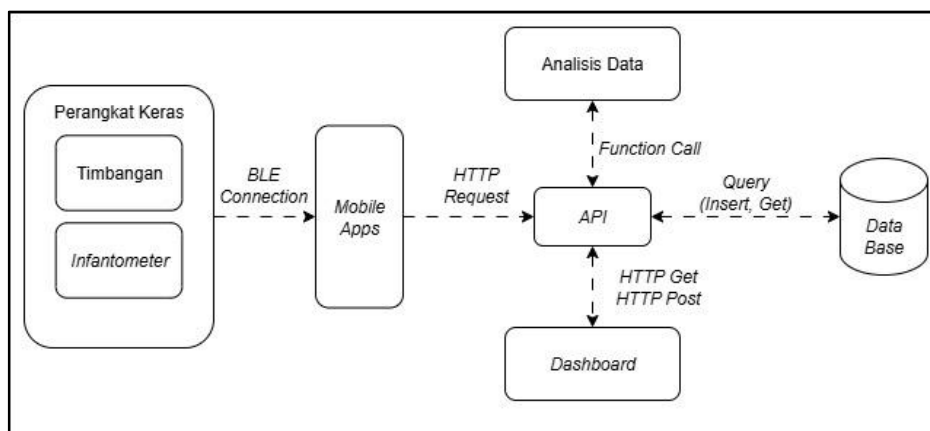 Perangkat Keras
Timbangan
Infantometer
BLE
Connection
Mobile
Apps
HTTP
Request
Analisis Data
Function Call
API
HTTP Get
HTTP Post
Dashboard
Query
(Insert, Get)
Data
Base